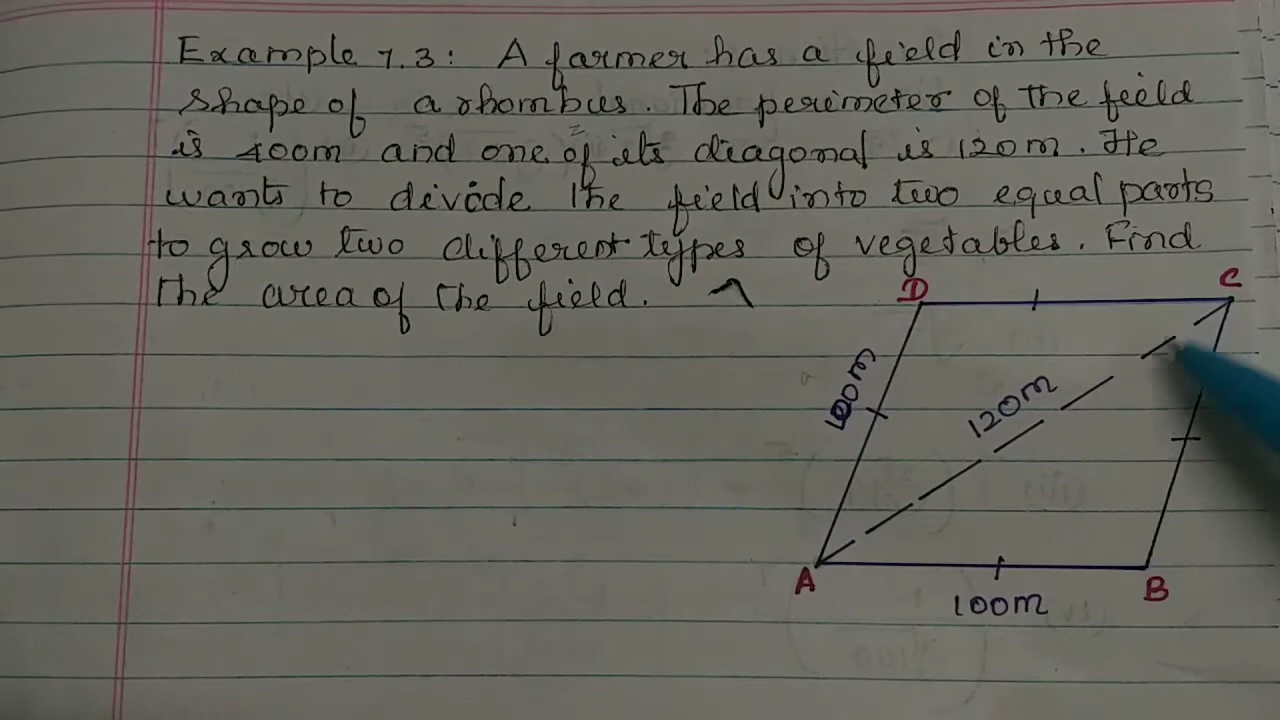 Example 7.3: A farmer has a field in the
shape of a rhombus. The perimeter of the field
is 400m and one of its diagonal is 120m. He
wants to divide the field into two equal parts
to grow two different types of vegetables. Find
the area of the field.
D
C
100m
120m
A
B
100m